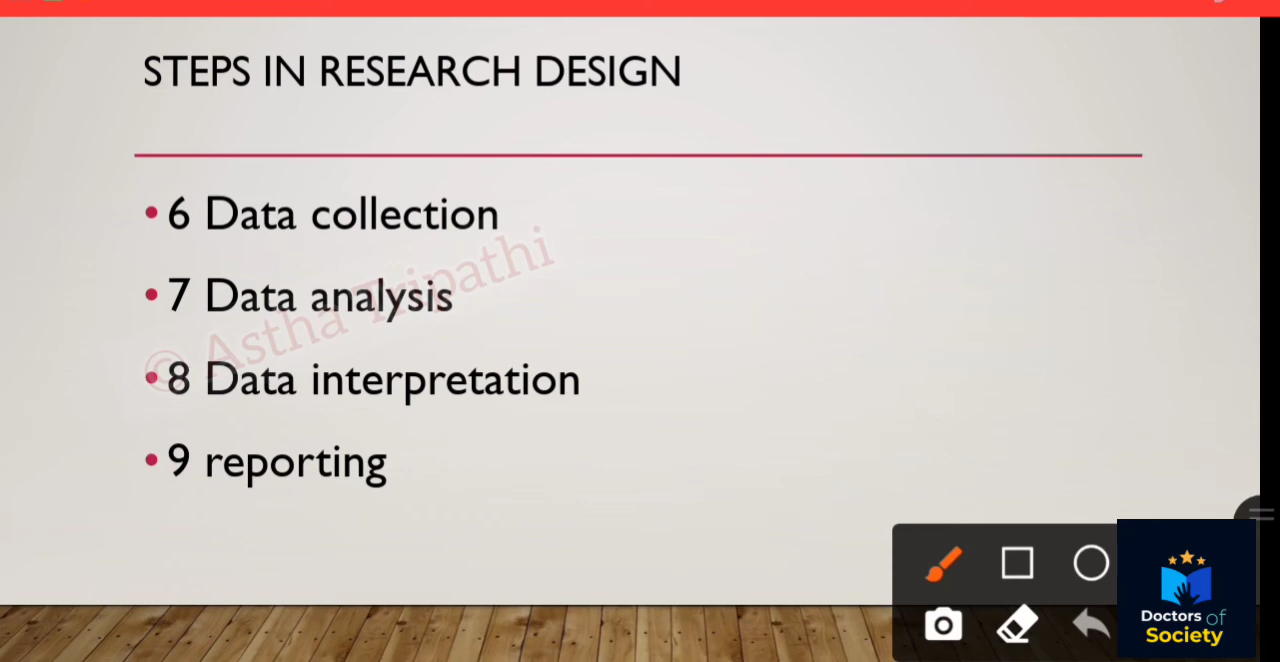 STEPS IN RESEARCH DESIGN
• 6 Data collection
• 7 Data analysis
• 8 Data interpretation
• 9 reporting
© Astha Tripathi
Doctors of
Society